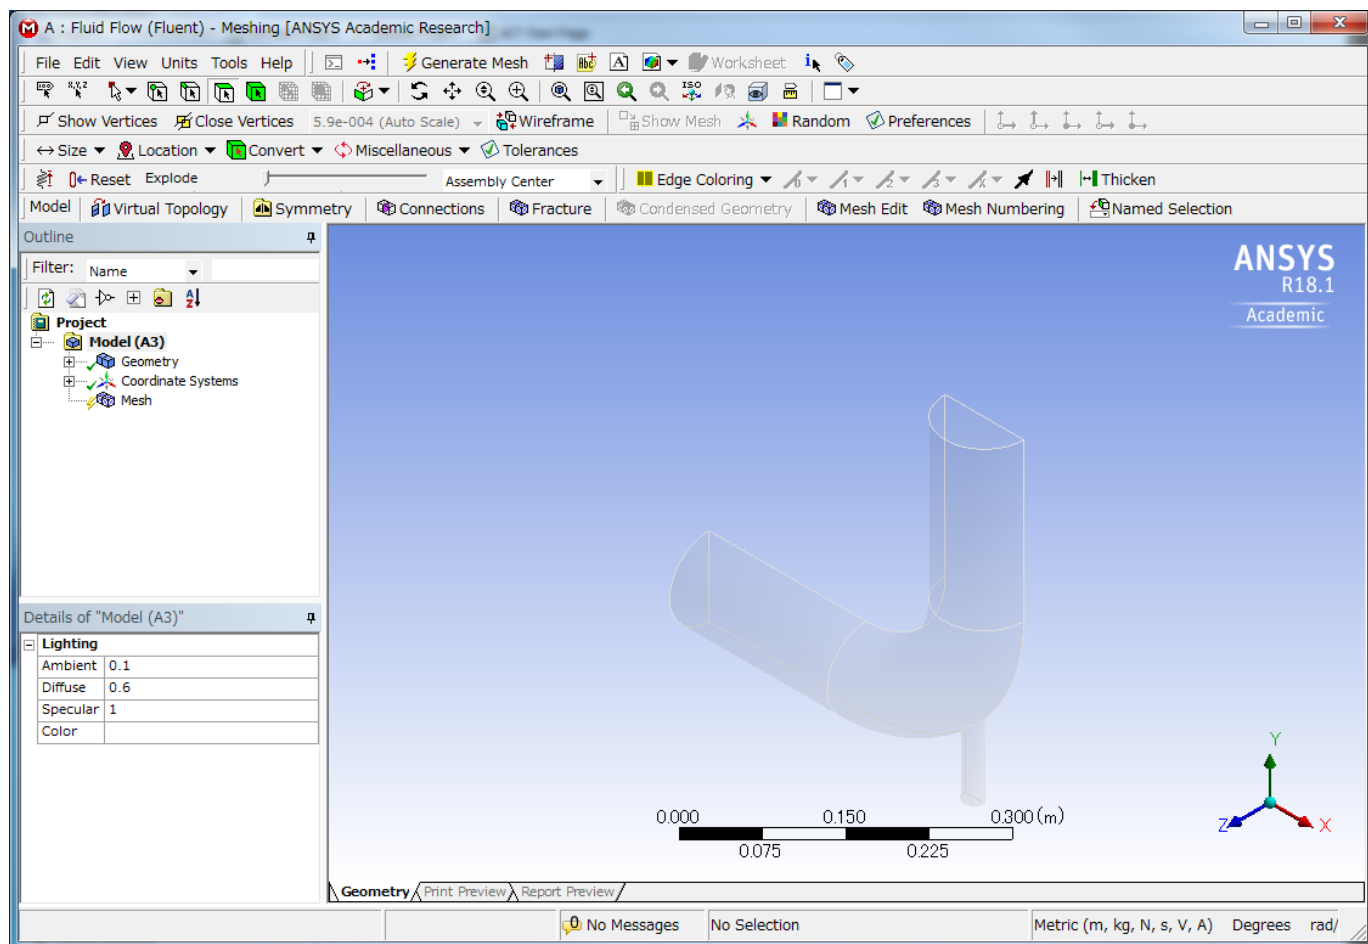 A : Fluid Flow (Fluent) - Meshing [ANSYS Academic Research]
File Edit View Units Tools Help Generate Mesh Worksheet
ISO
Show Vertices Close Vertices 5.9e-004 (Auto Scale) Wireframe Show Mesh Random Preferences
Size Location Convert Miscellaneous Tolerances
Reset Explode Assembly Center Edge Coloring Thicken
Model Virtual Topology Symmetry Connections Fracture Condensed Geometry Mesh Edit Mesh Numbering Named Selection
Outline
Filter: Name
Project
Model (A3)
Geometry
Coordinate Systems
Mesh
Details of "Model (A3)"
Lighting
Ambient 0.1
Diffuse 0.6
Specular 1
Color
ANSYS
R18.1
Academic
0.000 0.150 0.300 (m)
0.075 0.225
Y
Z X
Geometry Print Preview Report Preview
0 No Messages No Selection Metric (m, kg, N, s, V, A) Degrees rad/